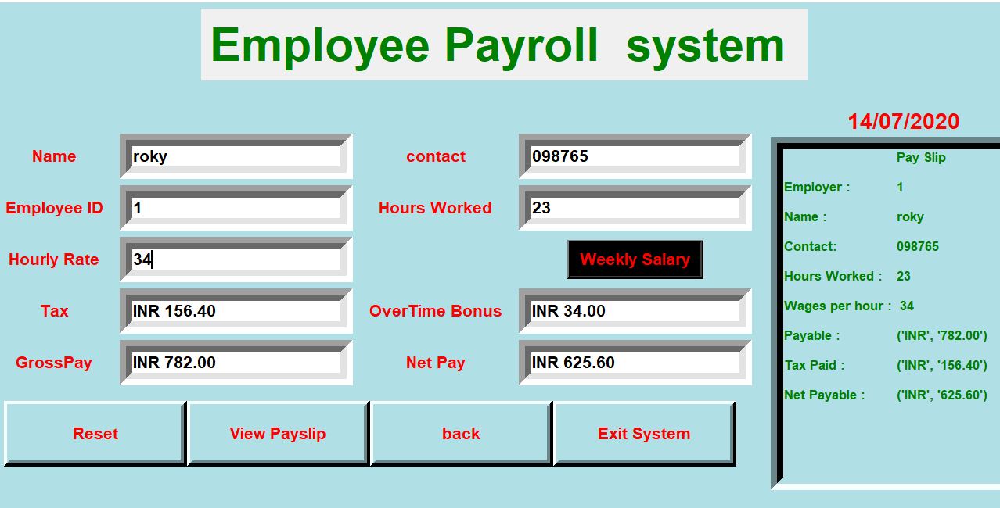 Employee Payroll  system
14/07/2020
Name roky contact 098765
Employee ID 1 Hours Worked 23
Hourly Rate 34 Weekly Salary
Tax INR 156.40 OverTime Bonus INR 34.00
GrossPay INR 782.00 Net Pay INR 625.60
Reset View Payslip back Exit System
Pay Slip
Employer : 1
Name : roky
Contact: 098765
Hours Worked : 23
Wages per hour : 34
Payable : ('INR', '782.00')
Tax Paid : ('INR', '156.40')
Net Payable : ('INR', '625.60')